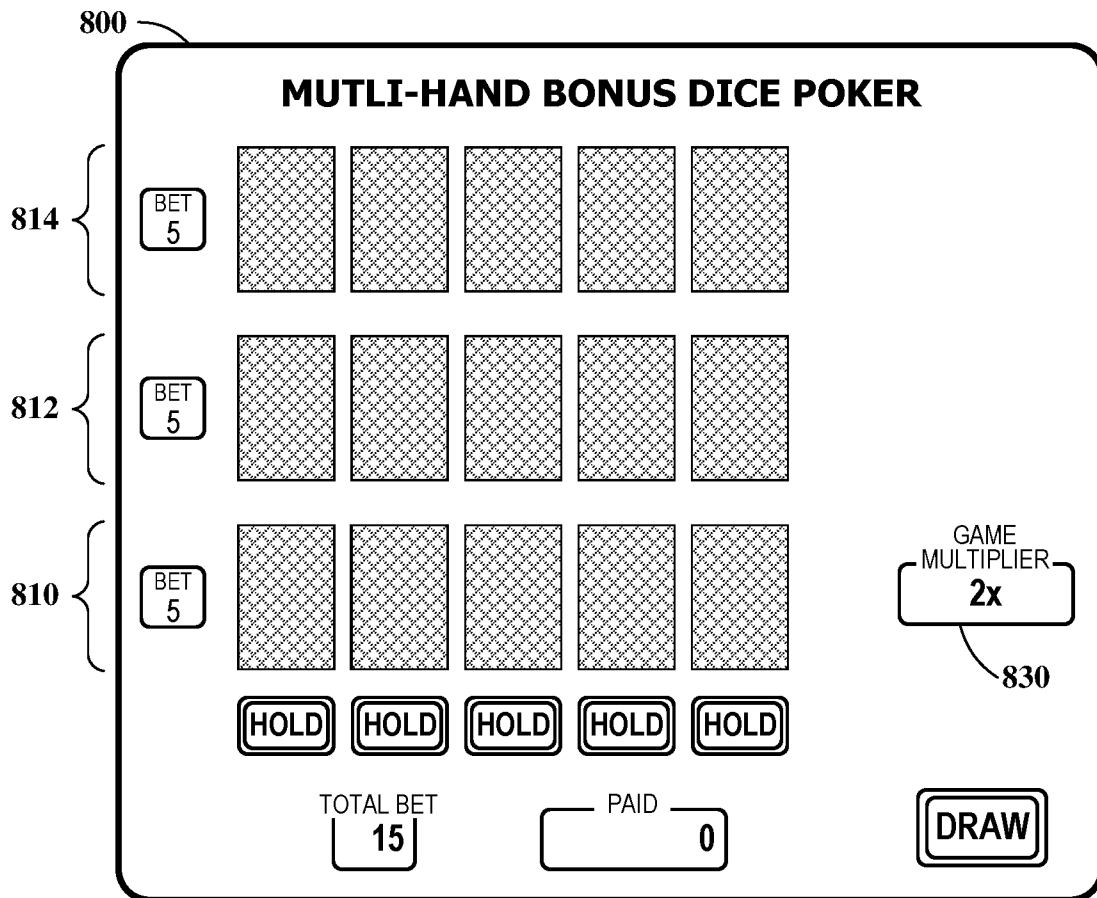 800
MUTLI-HAND BONUS DICE POKER
814
BET
5
812
BET
5
810
BET
5
GAME
MULTIPLIER
2x
830
HOLD HOLD HOLD HOLD HOLD
TOTAL BET
15
PAID
0
DRAW